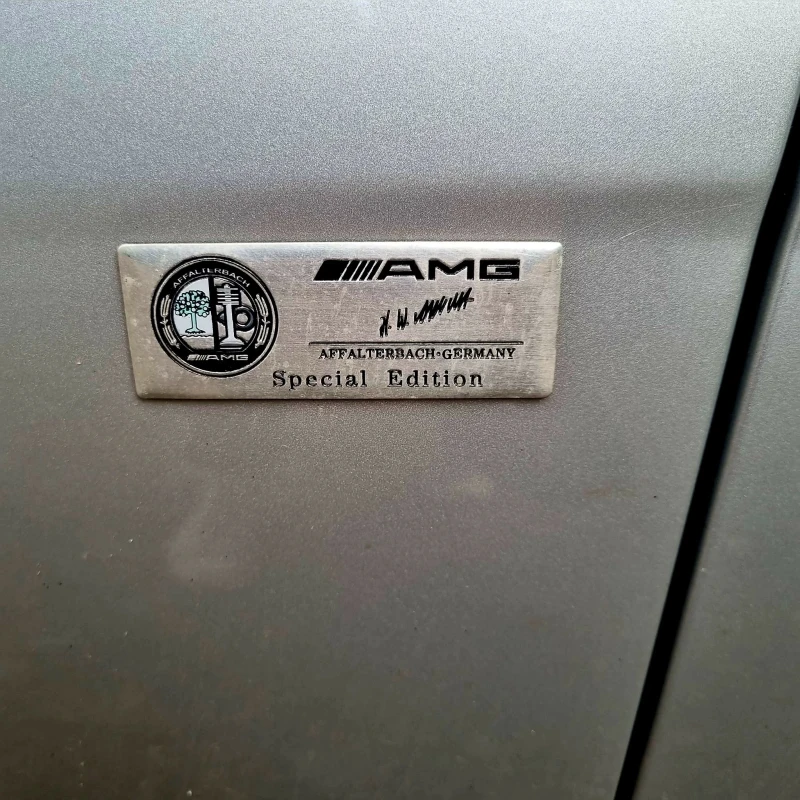 AFFALTERBACH
AMG
AMG
AFFALTERBACH-GERMANY
Special Edition